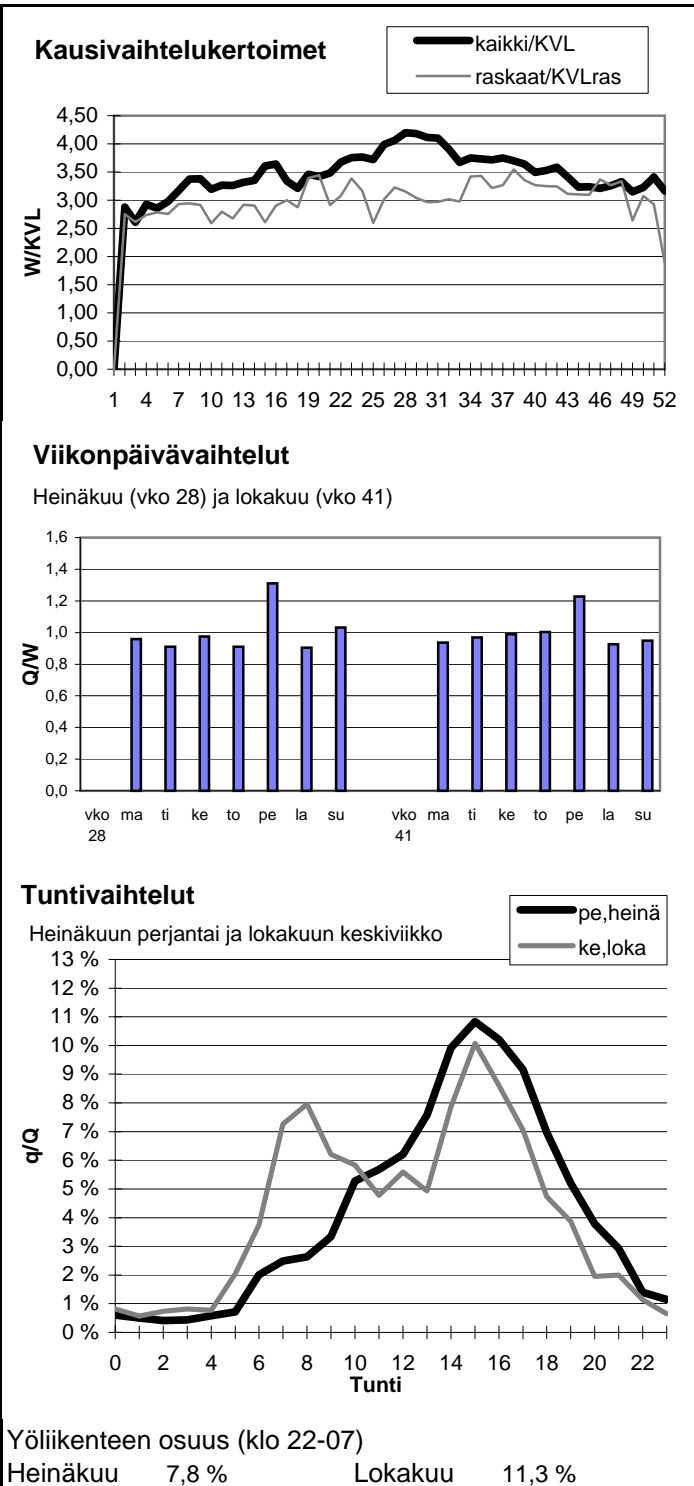 Kausivaihtelukertoimet
kaikki/KVL
raskaat/KVLras
4,50
4,00
3,50
3,00
2,50
2,00
1,50
1,00
0,50
0,00
W/KVL
1 4 7 10 13 16 19 22 25 28 31 34 37 40 43 46 49 52
Viikonpäivävaihtelut
Heinäkuu (vko 28) ja lokakuu (vko 41)
1,6
1,4
1,2
1,0
0,8
0,6
0,4
0,2
0,0
Q/W
vko ma ti ke to pe la su vko ma ti ke to pe la su
28 41
Tuntivaihtelut
pe,heinä
ke,loka
Heinäkuun perjantai ja lokakuun keskiviikko
13 %
12 %
11 %
10 %
9 %
8 %
7 %
6 %
5 %
4 %
3 %
2 %
1 %
0 %
q/Q
0 2 4 6 8 10 12 14 16 18 20 22
Tunti
Yöliikenteen osuus (klo 22-07)
Heinäkuu 7,8 % Lokakuu 11,3 %